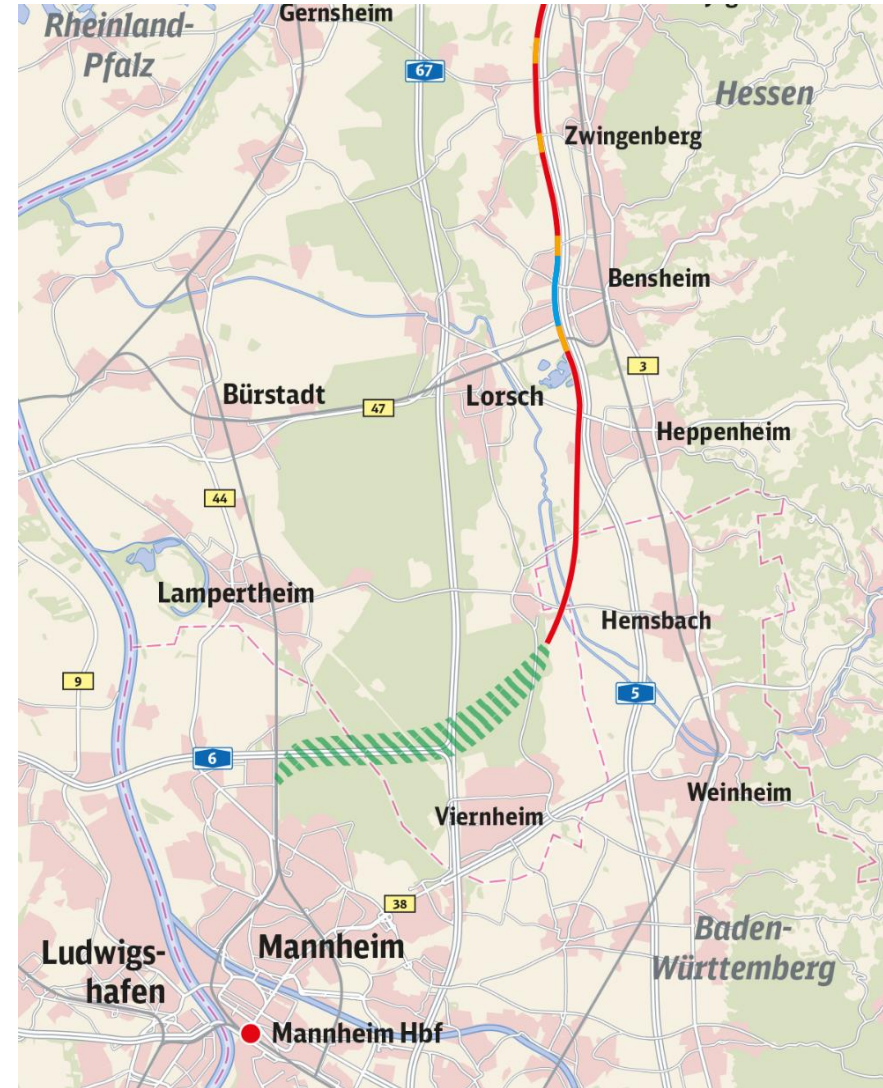 Gernsheim
Rheinland-
Pfalz
67
Hessen
Zwingenberg
Bensheim
3
Bürstadt
47
Lorsch
Heppenheim
44
Lampertheim
Hemsbach
9
5
6
Weinheim
Viernheim
38
Baden-
Württemberg
Ludwigs-
hafen
Mannheim
Mannheim Hbf